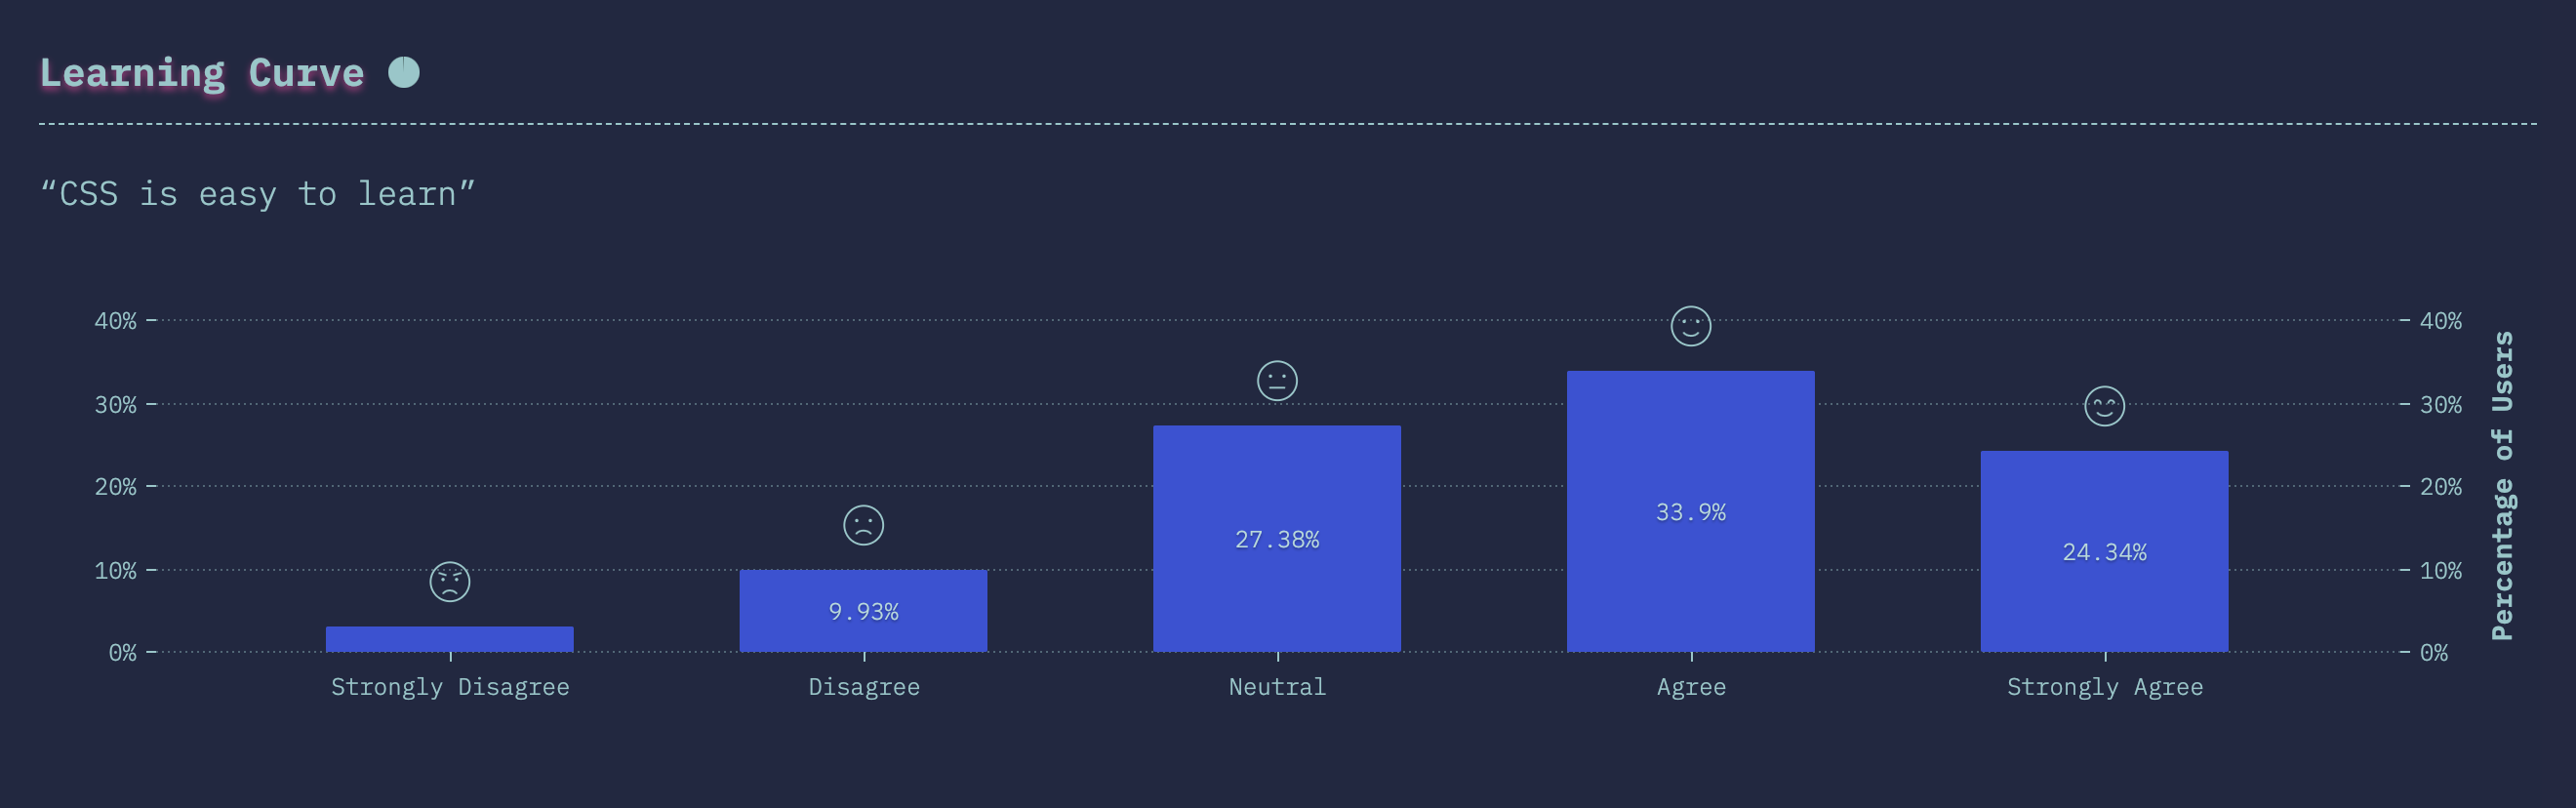 Learning Curve
“CSS is easy to learn”
40%
30%
20%
10%
0%
27.38%
33.9%
24.34%
9.93%
Strongly Disagree
Disagree
Neutral
Agree
Strongly Agree
40%
30%
20%
10%
0%
Percentage of Users